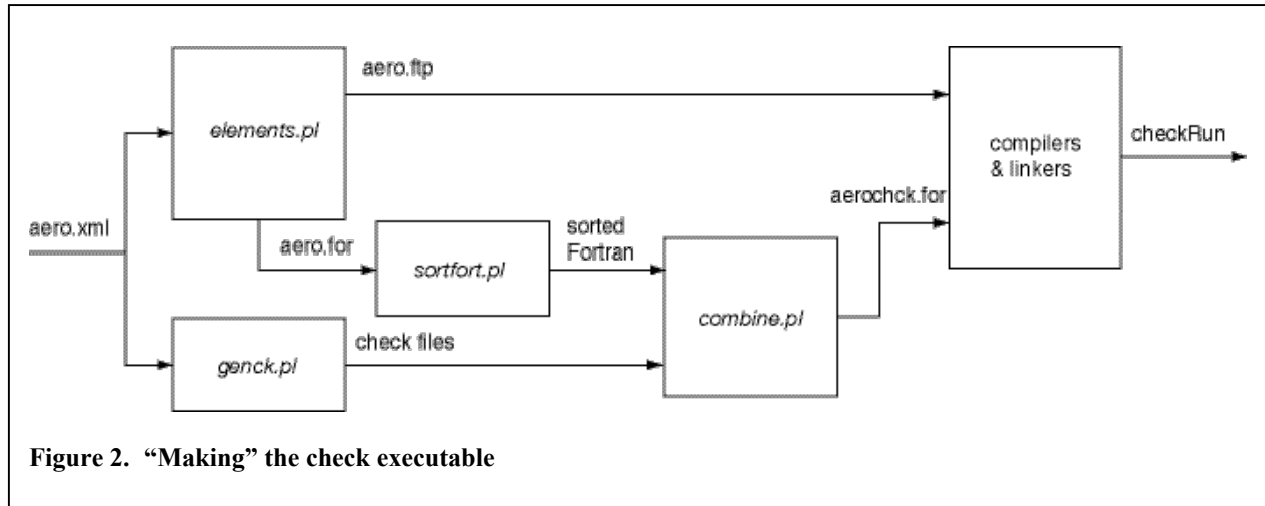 aero.ftp
elements.pl
compilers
& linkers
checkRun
aero.xml
aero.for
sortfort.pl
sorted
Fortran
aerochck.for
combine.pl
genck.pl
check files
Figure 2. “Making” the check executable